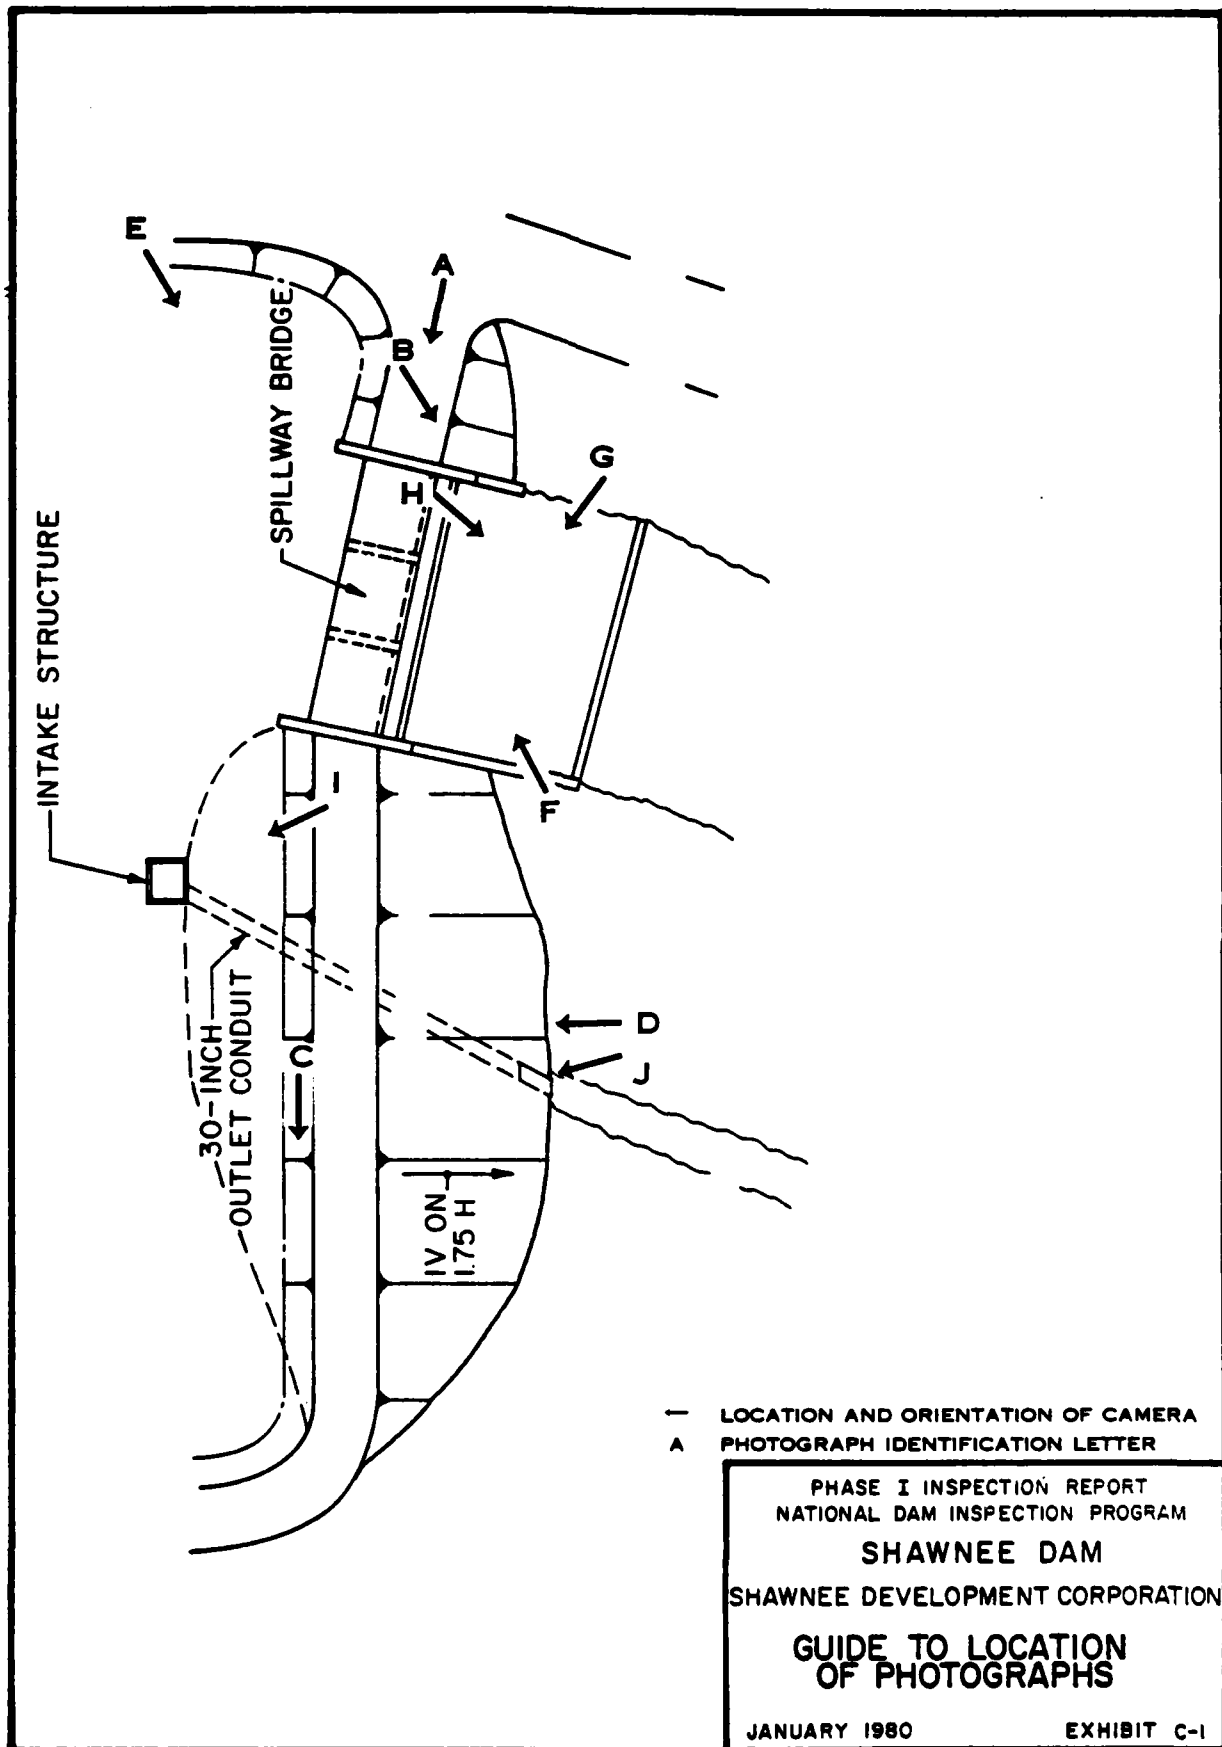 E
A
B
SPILLWAY BRIDGE
G
H
INTAKE STRUCTURE
I
F
30-INCH
OUTLET CONDUIT
D
J
C
1V ON
1.75 H
← LOCATION AND ORIENTATION OF CAMERA
A PHOTOGRAPH IDENTIFICATION LETTER
PHASE I INSPECTION REPORT
NATIONAL DAM INSPECTION PROGRAM
SHAWNEE DAM
SHAWNEE DEVELOPMENT CORPORATION
GUIDE TO LOCATION
OF PHOTOGRAPHS
JANUARY 1980 EXHIBIT C-1